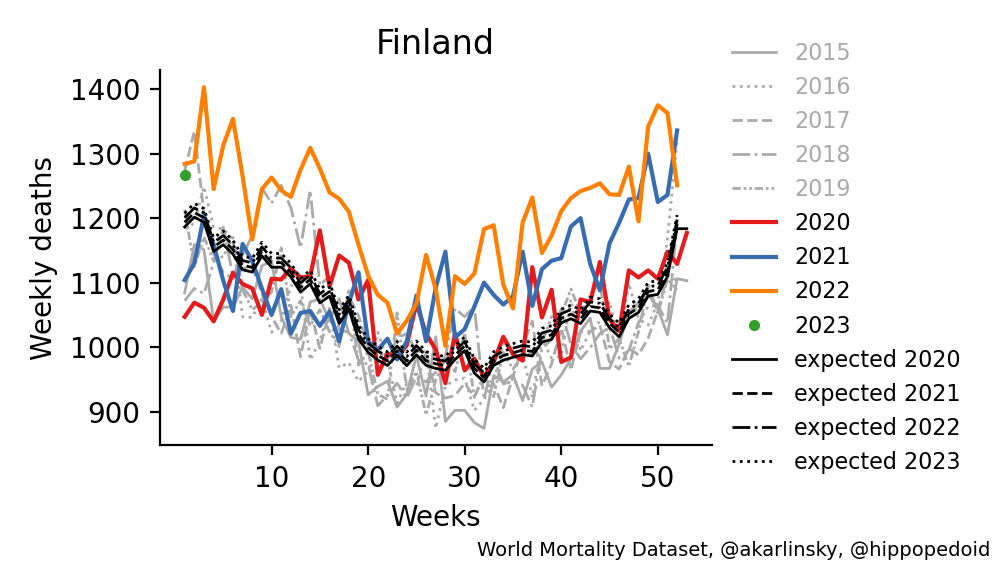 Finland
1400
1300
1200
1100
1000
900
Weekly deaths
10 20 30 40 50
Weeks
2015
2016
2017
2018
2019
2020
2021
2022
2023
expected 2020
expected 2021
expected 2022
expected 2023
World Mortality Dataset, @akarlinsky, @hippopedoid